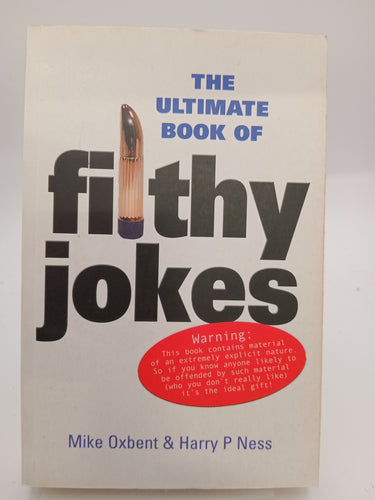 THE
ULTIMATE
BOOK OF
filthy
jokes
Warning:
This book contains material
of an extremely explicit nature.
So if you know anyone likely to
be offended by such material
(who you don't really like)
it's the ideal gift!
Mike Oxbent & Harry P Ness